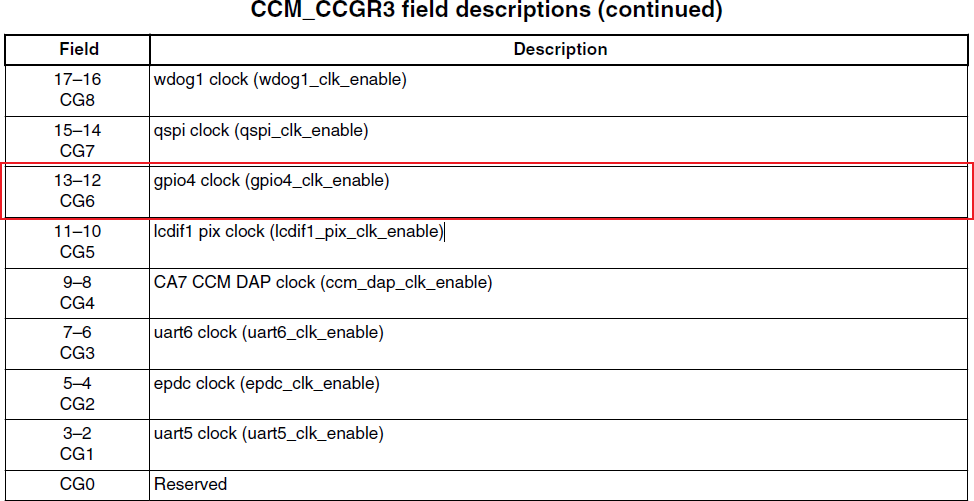 CCM_CCGR3 field descriptions (continued)
Field Description
17–16
CG8
wdog1 clock (wdog1_clk_enable)
15–14
CG7
qspi clock (qspi_clk_enable)
13–12
CG6
gpio4 clock (gpio4_clk_enable)
11–10
CG5
lcdif1 pix clock (lcdif1_pix_clk_enable)
9–8
CG4
CA7 CCM DAP clock (ccm_dap_clk_enable)
7–6
CG3
uart6 clock (uart6_clk_enable)
5–4
CG2
epdc clock (epdc_clk_enable)
3–2
CG1
uart5 clock (uart5_clk_enable)
CG0
Reserved